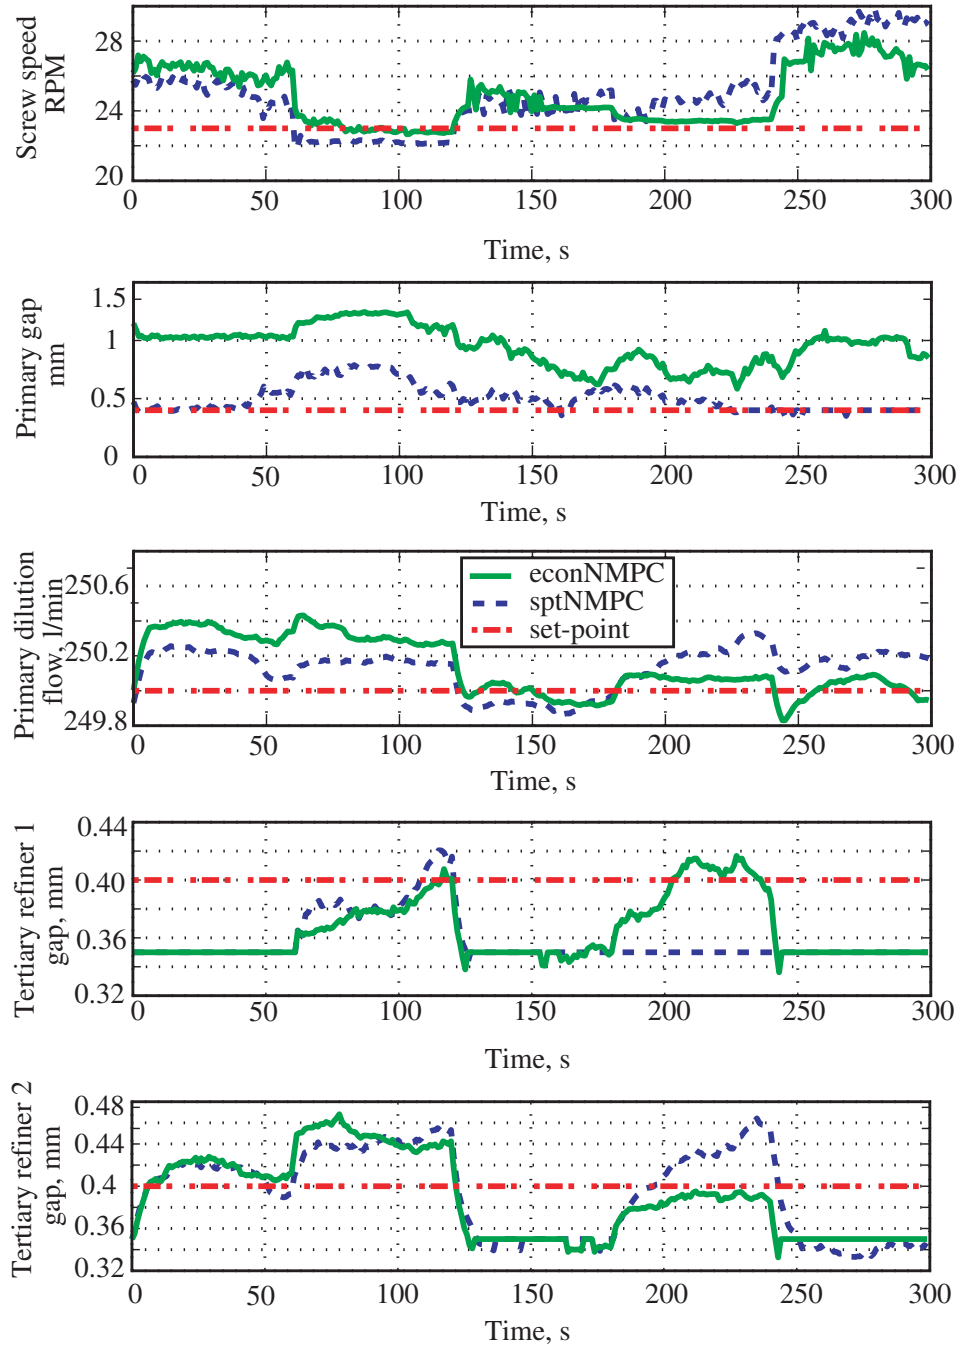 Screw speed
RPM
28
24
20
0 50 100 150 200 250 300
Time, s
Primary gap
mm
1.5
1
0.5
0
0 50 100 150 200 250 300
Time, s
Primary dilution
flow, l/min
250.6
250.2
249.8
econNMPC
sptNMPC
set-point
0 50 100 150 200 250 300
Time, s
Tertiary refiner 1
gap, mm
0.44
0.40
0.36
0.32
0 50 100 150 200 250 300
Time, s
Tertiary refiner 2
gap, mm
0.48
0.44
0.4
0.36
0.32
0 50 100 150 200 250 300
Time, s